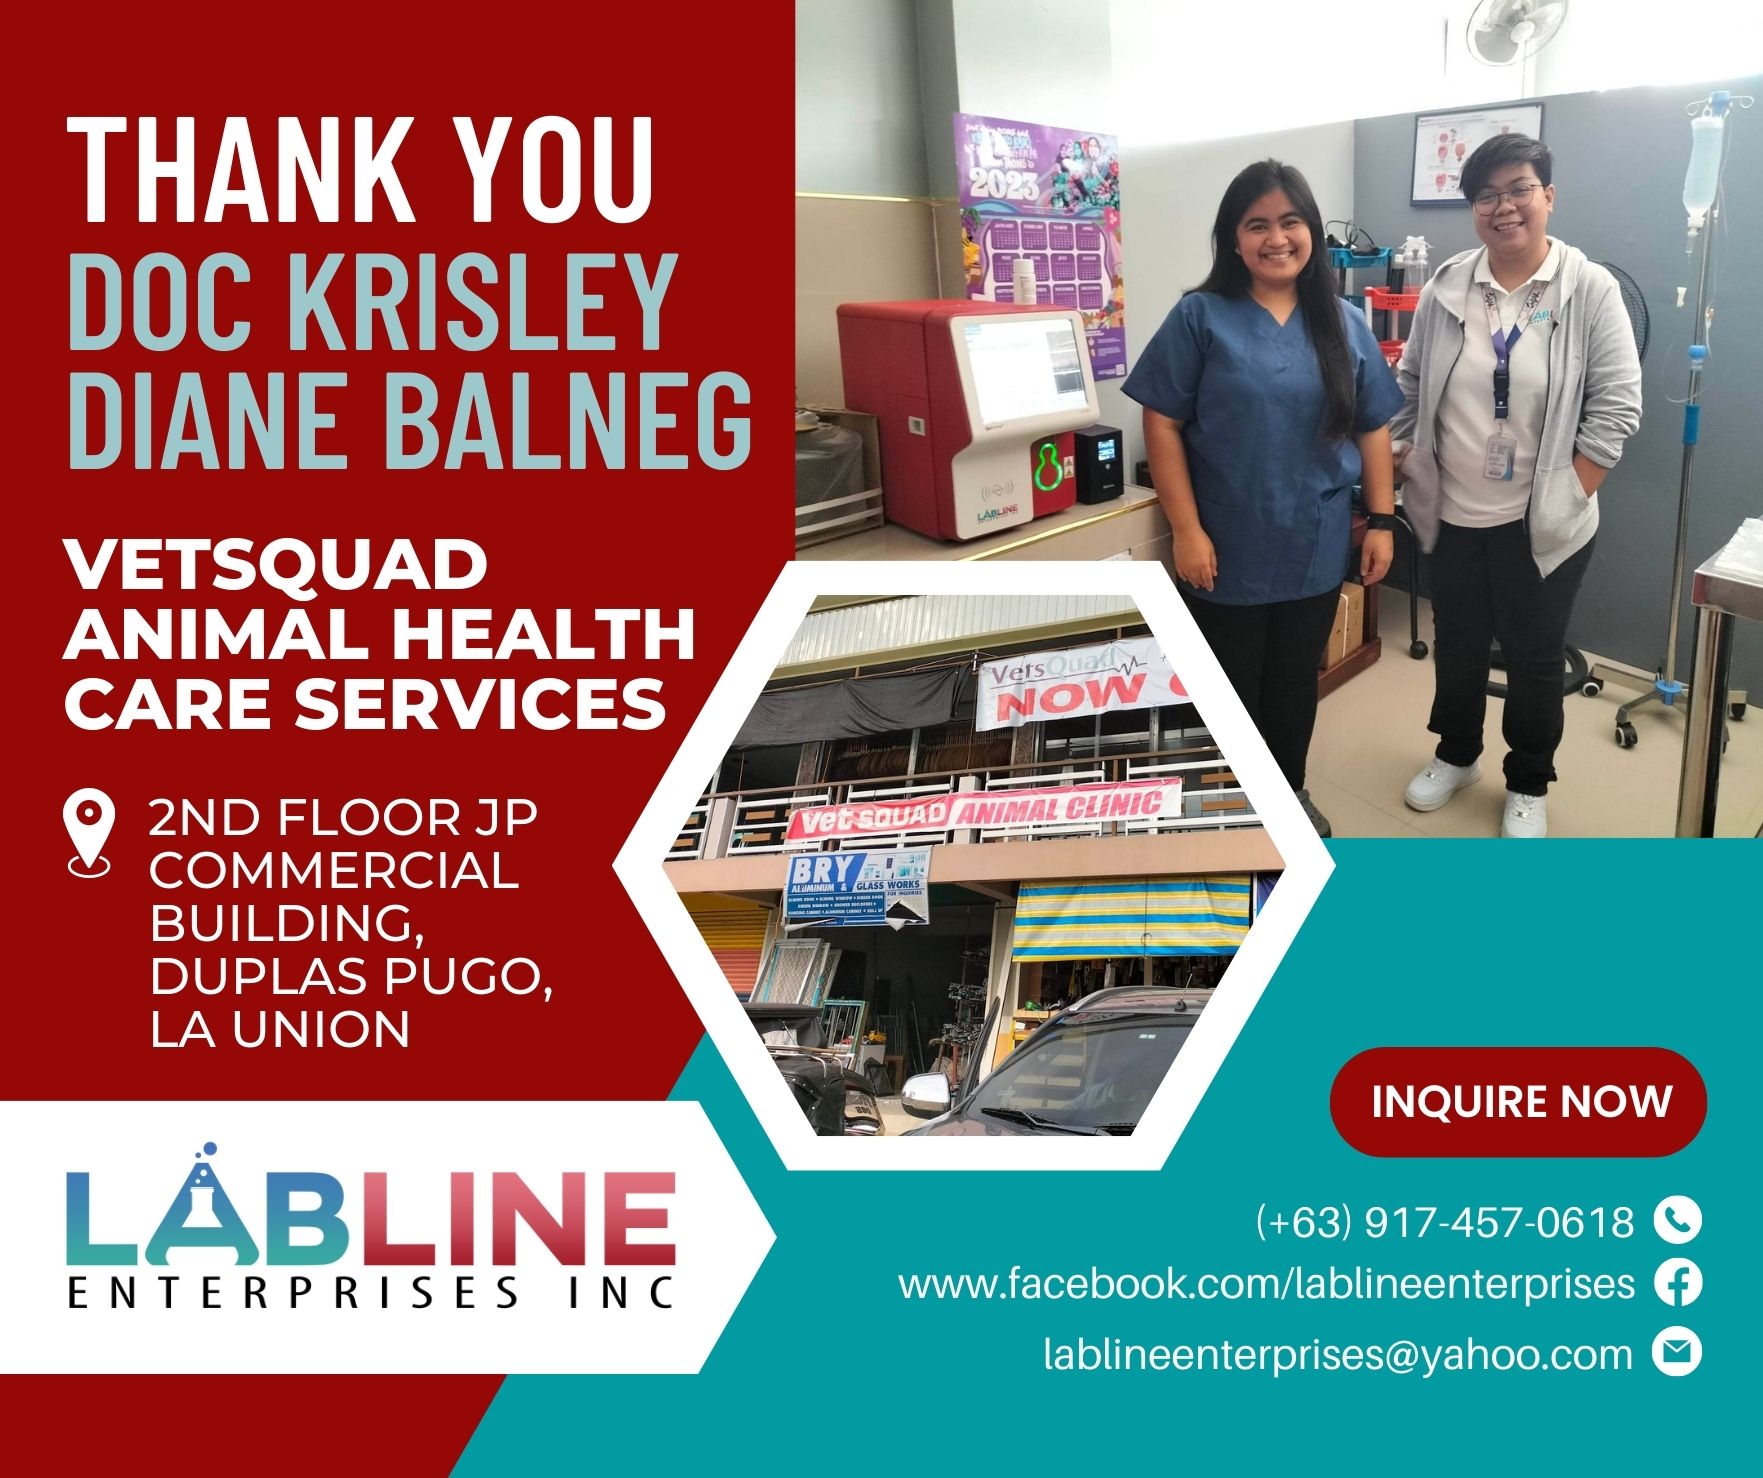 THANK YOU
DOC KRISLEY
DIANE BALNEG
VETSQUAD
ANIMAL HEALTH
CARE SERVICES
2ND FLOOR JP
COMMERCIAL
BUILDING,
DUPLAS PUGO,
LA UNION
LABLINE
ENTERPRISES INC
2023
LABLINE
VetsQuad
NOW
Vet SQUAD ANIMAL CLINIC
BRY
ALUMINUM & GLASS WORKS
INQUIRE NOW
(+63) 917-457-0618
www.facebook.com/lablineenterprises
lablineenterprises@yahoo.com